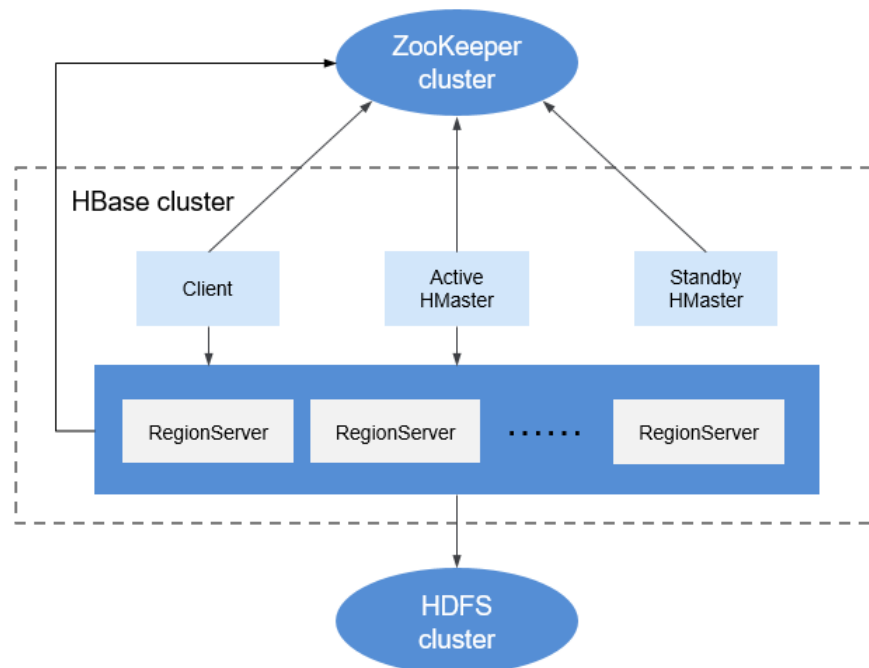 ZooKeeper
cluster
HBase cluster
Client
Active
HMaster
Standby
HMaster
RegionServer
RegionServer
······
RegionServer
HDFS
cluster